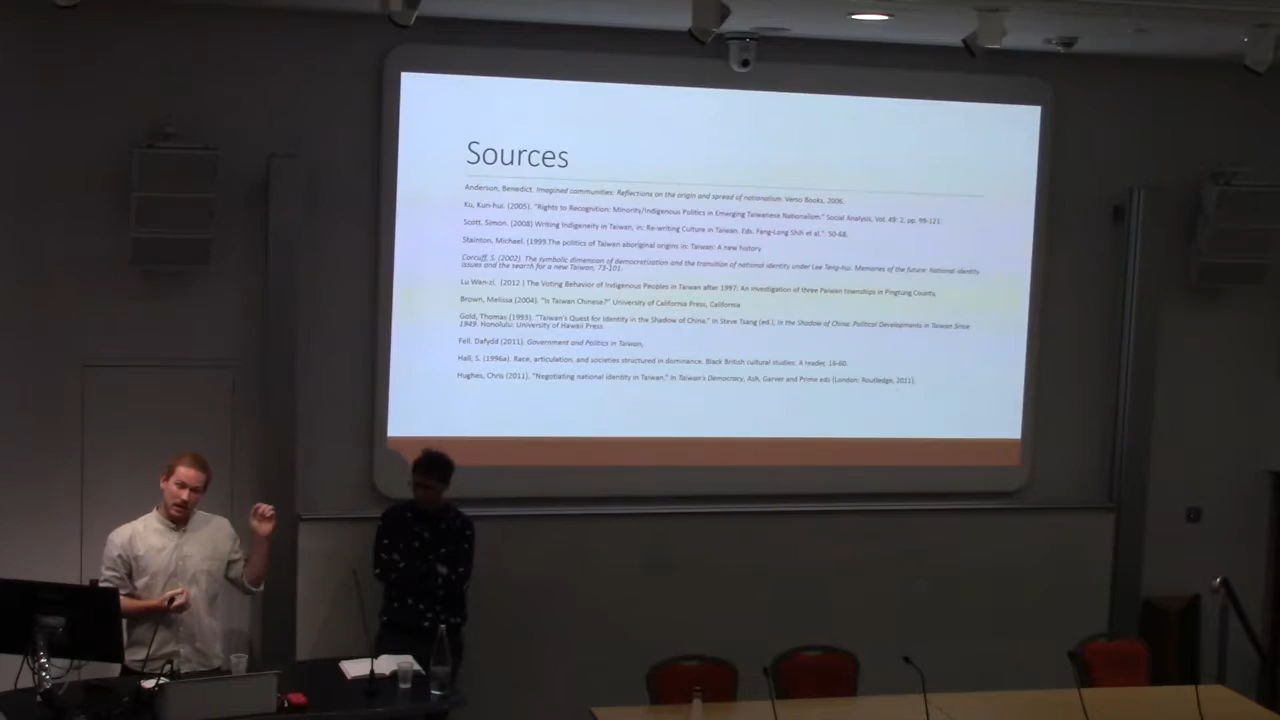 Sources
Anderson, Benedict. Imagined communities: Reflections on the origin and spread of nationalism. Verso Books, 2006.
Ku, Kun-hui. (2005). "Rights to Recognition: Minority/Indigenous Politics in Emerging Taiwanese Nationalism." Social Analysis, Vol. 49: 2, pp. 99-121.
Scott, Simon. (2008) Writing Indigeneity in Taiwan, in: Re-writing Culture in Taiwan. Eds. Fang-Long Shih et al.": 50-68.
Stainton, Michael. (1999 The politics of Taiwan aboriginal origins in: Taiwan: A new history
Corcuff, S. (2002). The symbolic dimension of democratization and the transition of national identity under Lee Teng-hui. Memories of the future: National identity
issues and the search for a new Taiwan, 73-101.
Lu Wan-zi, (2012 ) The Voting Behavior of Indigenous Peoples in Taiwan after 1997: An investigation of three Paiwan townships in Pingtung County,
Brown, Melissa (2004). "Is Taiwan Chinese?" University of California Press, California
Gold, Thomas (1993). "Taiwan's Quest for Identity in the Shadow of China." In Steve Tsang (ed.), In the Shadow of China: Political Developments in Taiwan Since
1949. Honolulu: University of Hawaii Press
Fell, Dafydd (2011). Government and Politics in Taiwan,
Hall, S. (1996a). Race, articulation, and societies structured in dominance. Black British cultural studies: A reader, 16-60.
Hughes, Chris (2011). "Negotiating national identity in Taiwan," in Taiwan's Democracy, Ash, Garver and Prime eds (London: Routledge, 2011).